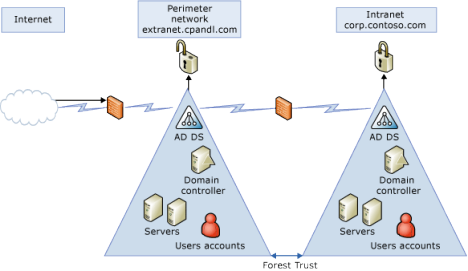 Internet
Perimeter
network
extranet.cpandl.com
Intranet
corp.contoso.com
AD DS
Domain
controller
Servers
Users accounts
AD DS
Domain
controller
Servers
Users accounts
Forest Trust